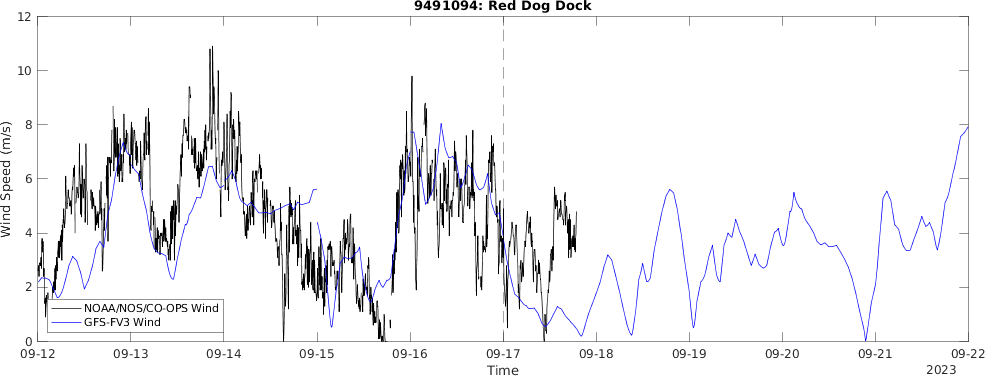 9491094: Red Dog Dock
Wind Speed (m/s)
12
10
8
6
4
2
0
NOAA/NOS/CO-OPS Wind
GFS-FV3 Wind
09-12 09-13 09-14 09-15 09-16 09-17 09-18 09-19 09-20 09-21 09-22
Time
2023